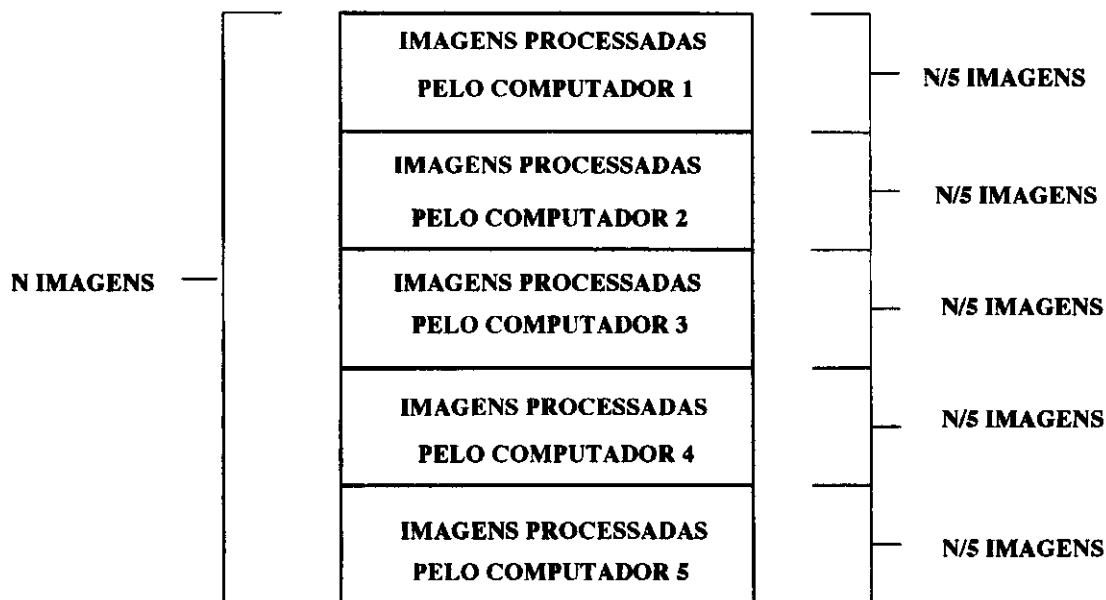 IMAGENS PROCESSADAS
PELO COMPUTADOR 1
N/5 IMAGENS
IMAGENS PROCESSADAS
PELO COMPUTADOR 2
N/5 IMAGENS
N IMAGENS
IMAGENS PROCESSADAS
PELO COMPUTADOR 3
N/5 IMAGENS
IMAGENS PROCESSADAS
PELO COMPUTADOR 4
N/5 IMAGENS
IMAGENS PROCESSADAS
PELO COMPUTADOR 5
N/5 IMAGENS